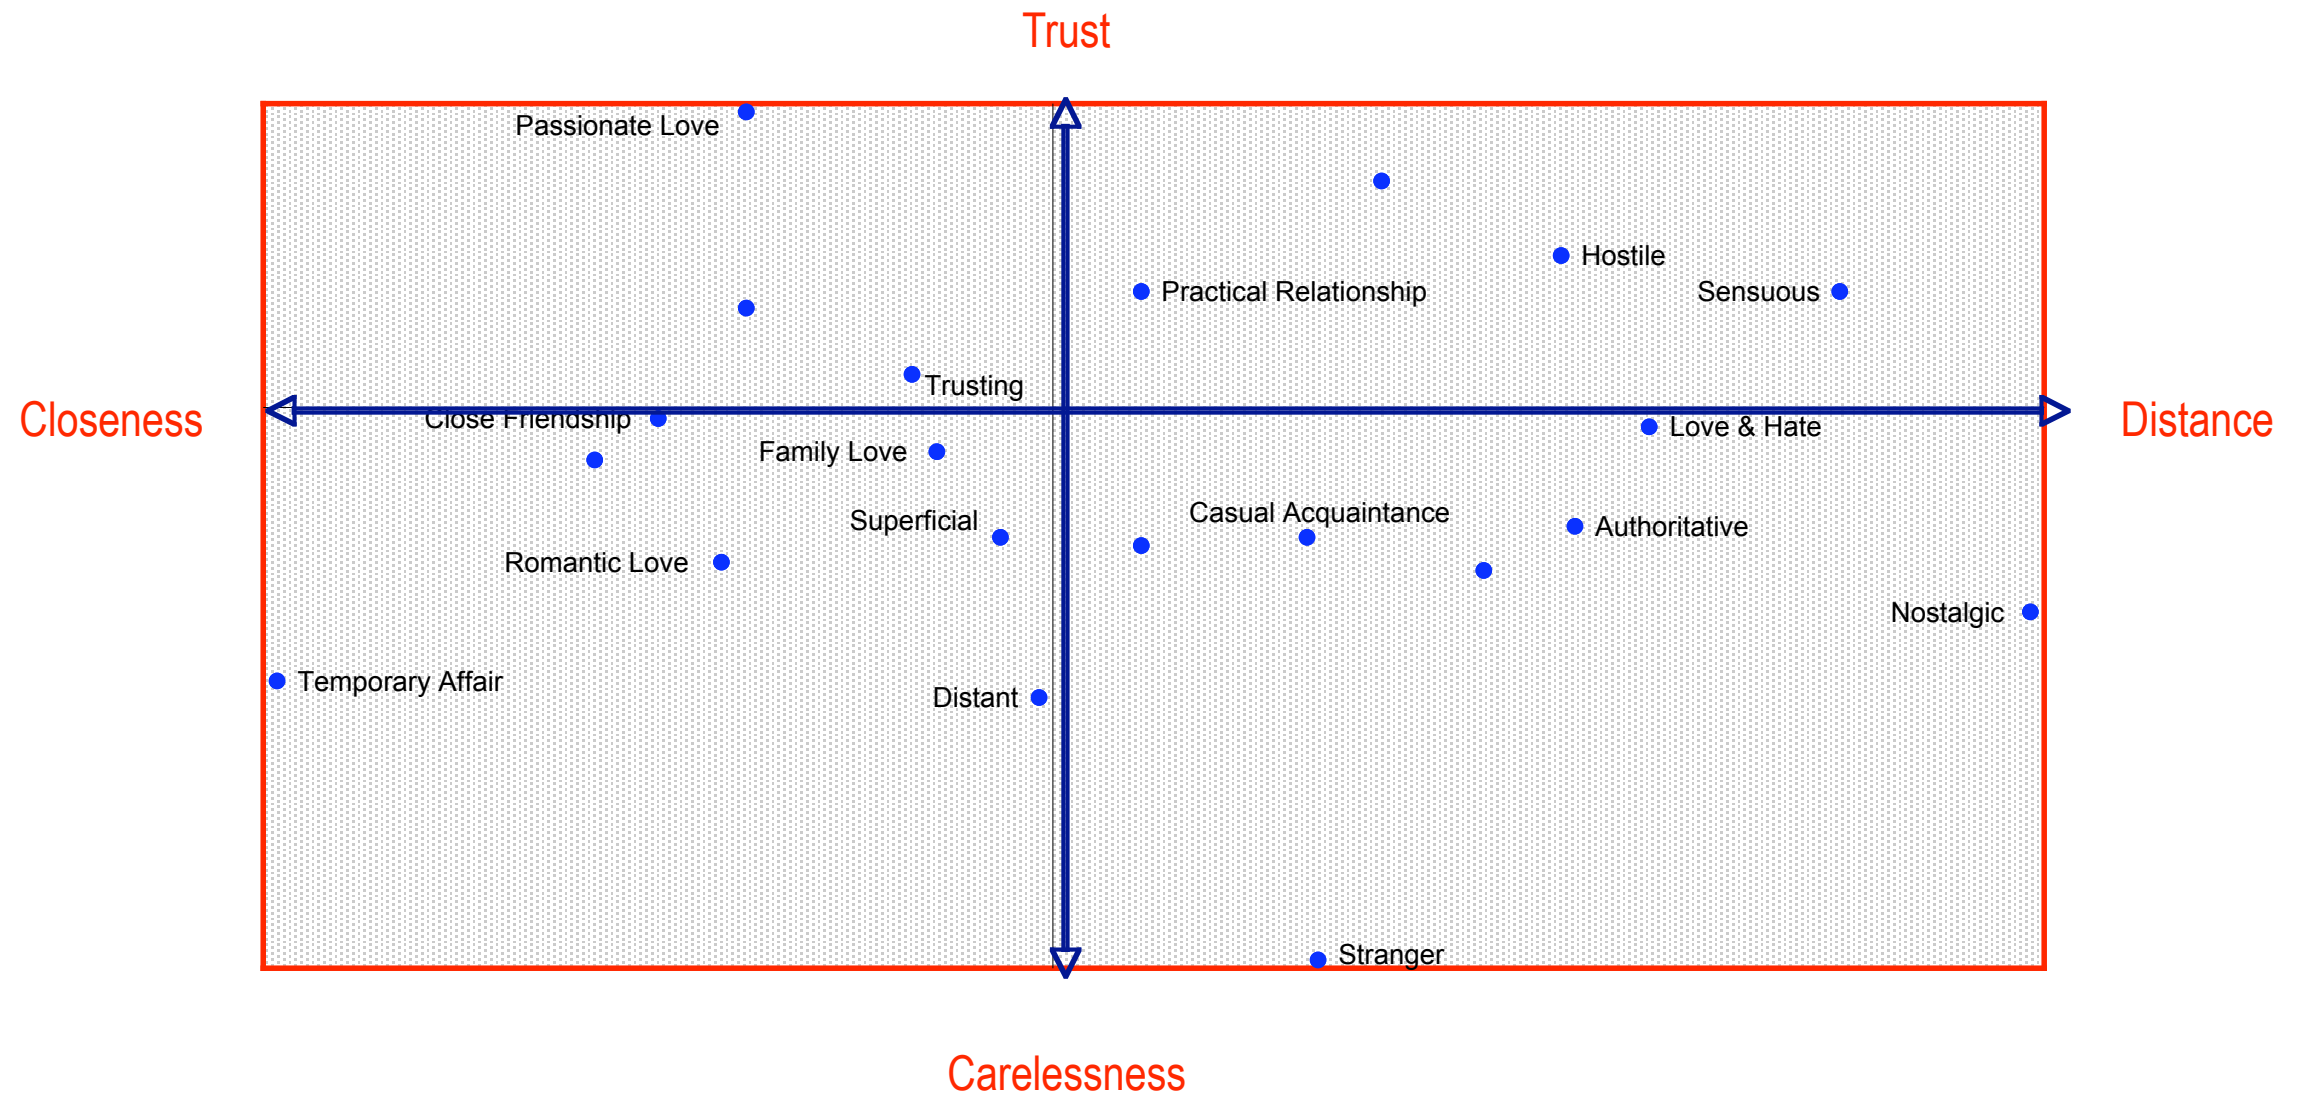 Trust
Passionate Love
Hostile
Practical Relationship
Sensuous
Trusting
Closeness
Close Friendship
Love & Hate
Distance
Family Love
Superficial
Casual Acquaintance
Authoritative
Romantic Love
Nostalgic
Temporary Affair
Distant
Stranger
Carelessness